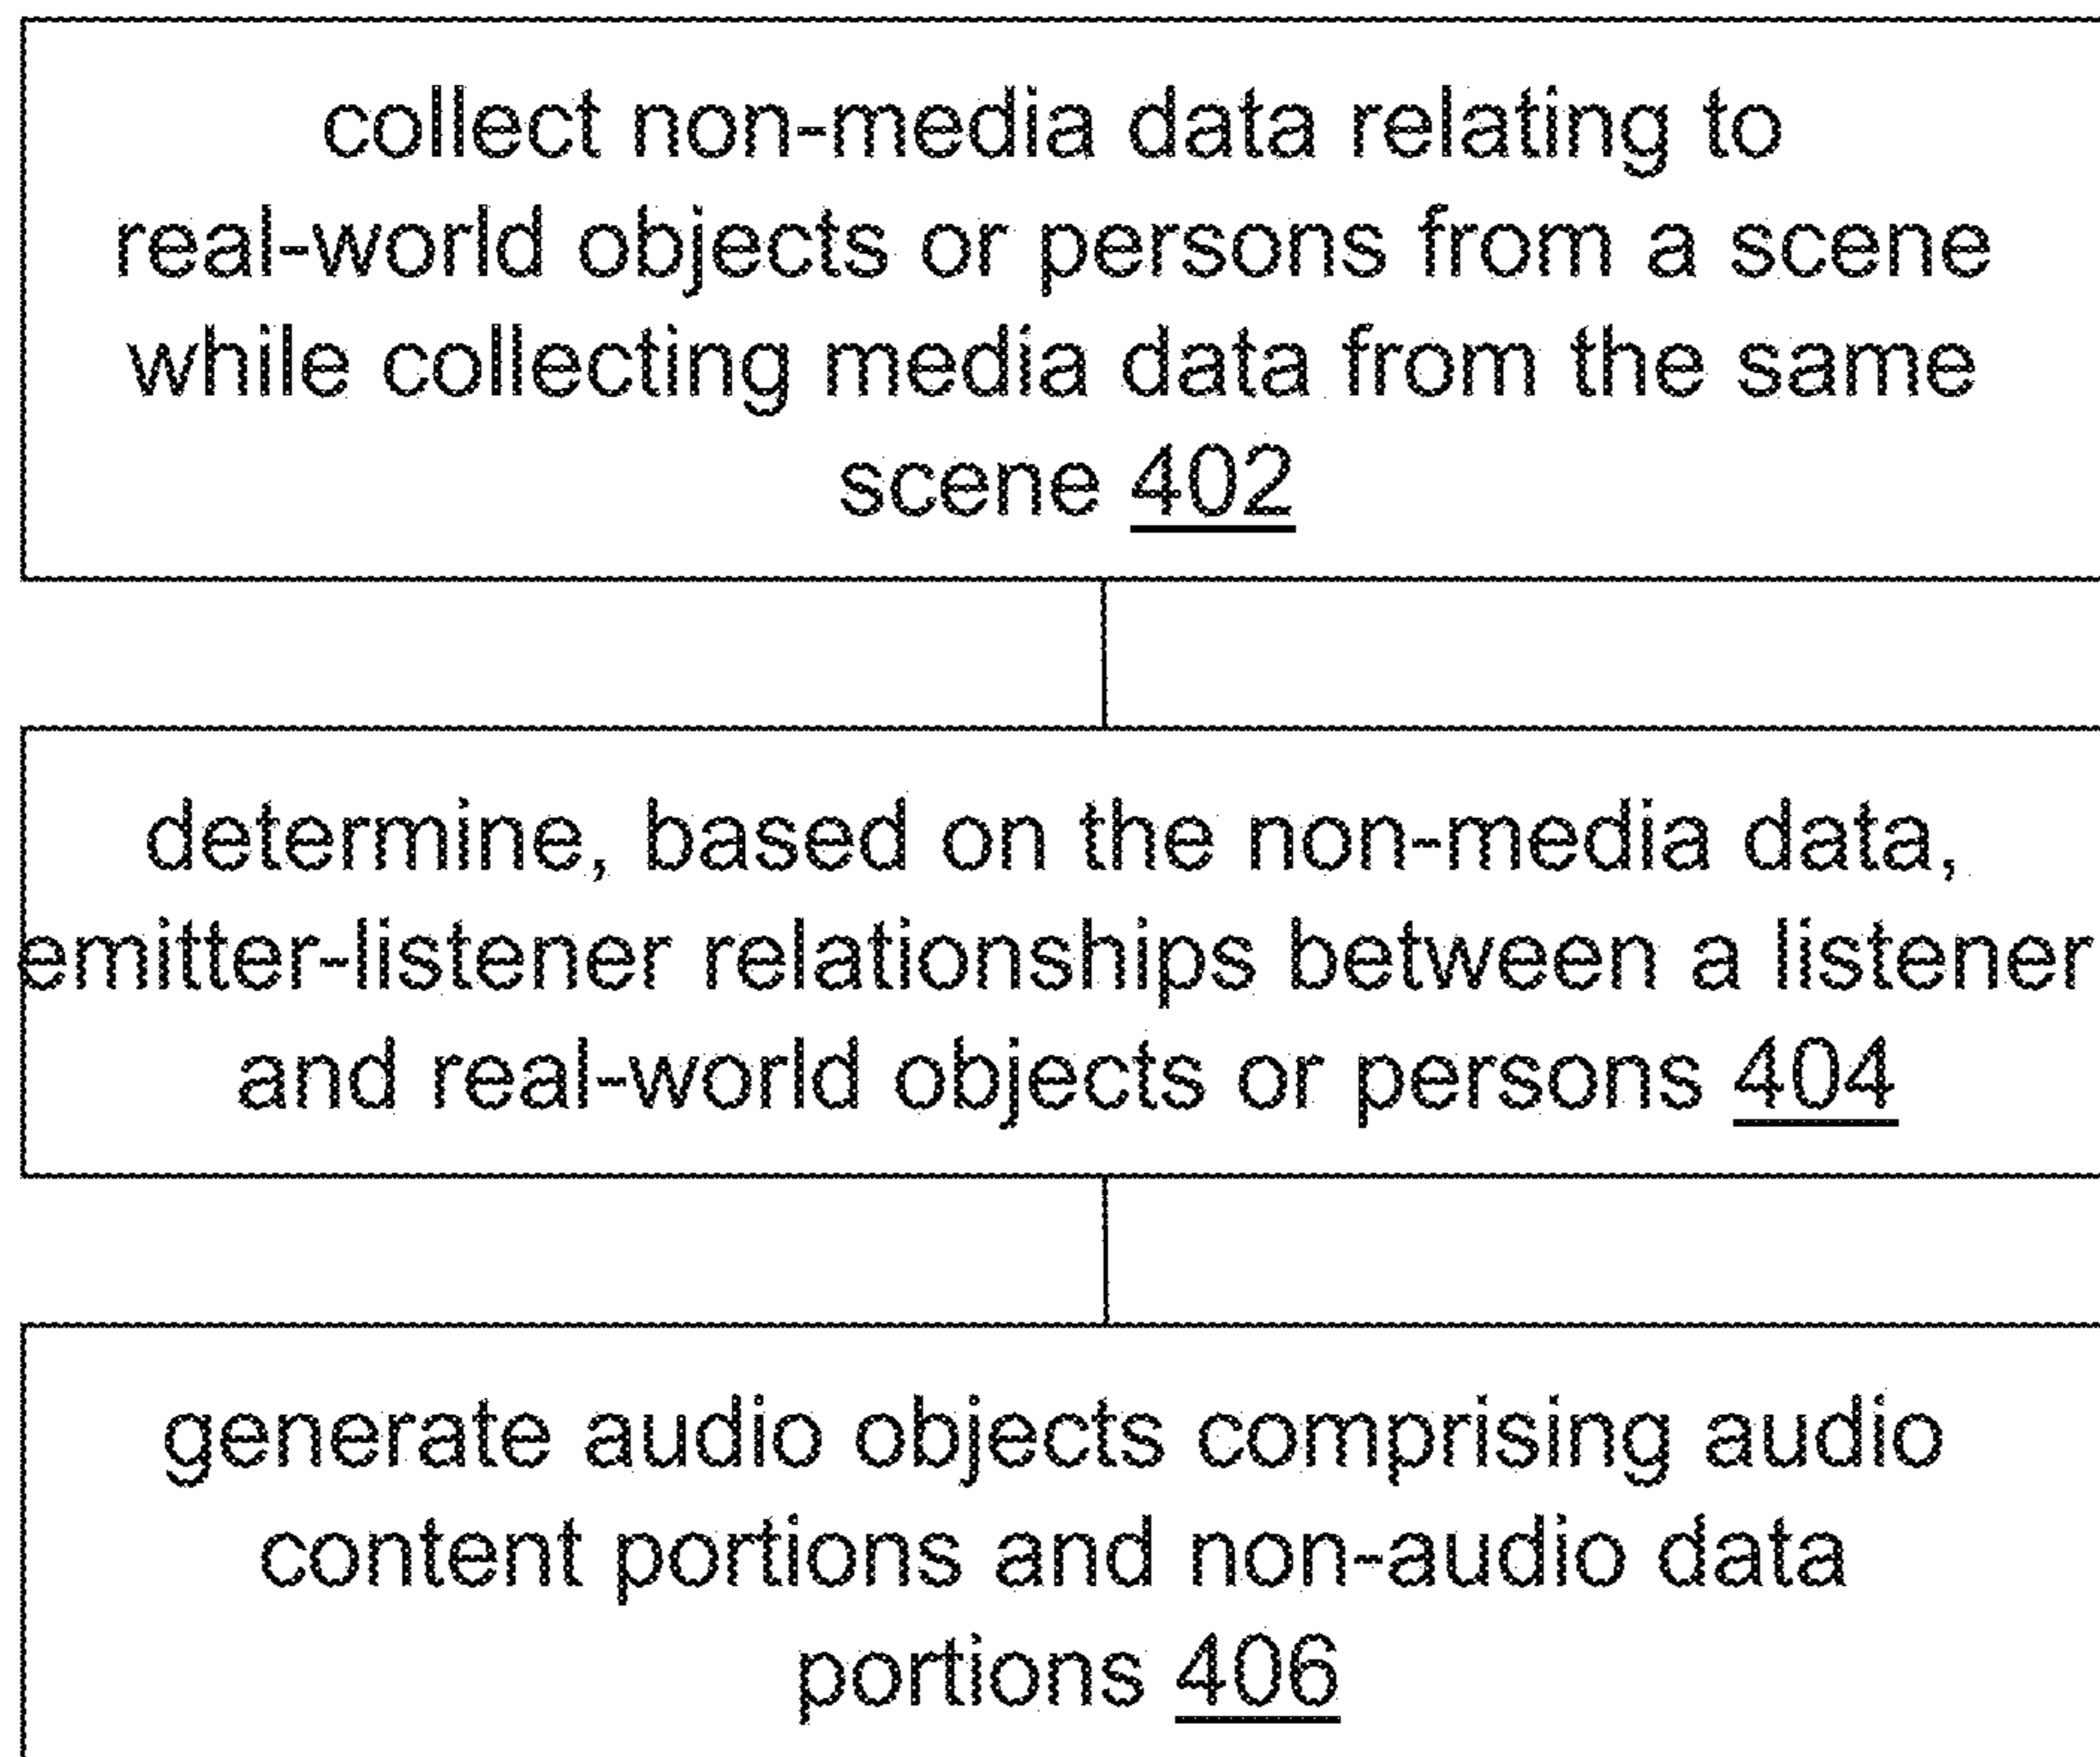 collect non-media data relating to
real-world objects or persons from a scene
while collecting media data from the same
scene 402
determine, based on the non-media data,
emitter-listener relationships between a listener
and real-world objects or persons 404
generate audio objects comprising audio
content portions and non-audio data
portions 406